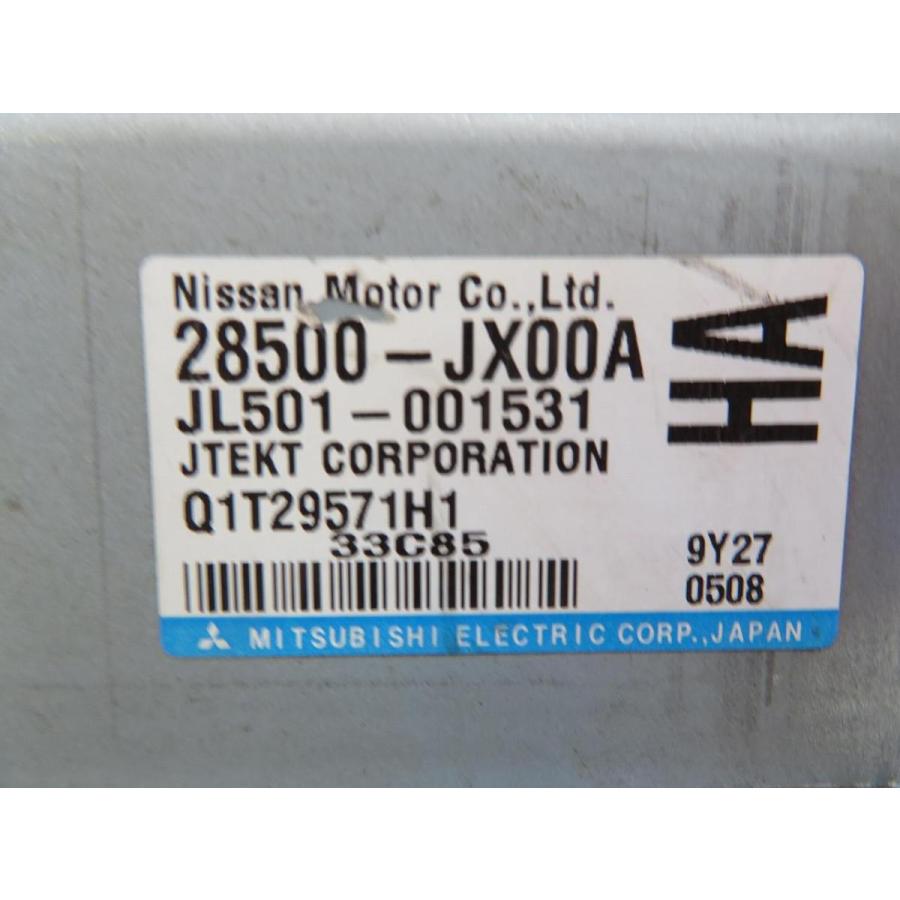 Nissan Motor Co.,Ltd.
HA
28500-JX00A
JL501-001531
JTEKT CORPORATION
Q1T29571H1
33C85
9Y27
0508
MITSUBISHI ELECTRIC CORP.,JAPAN